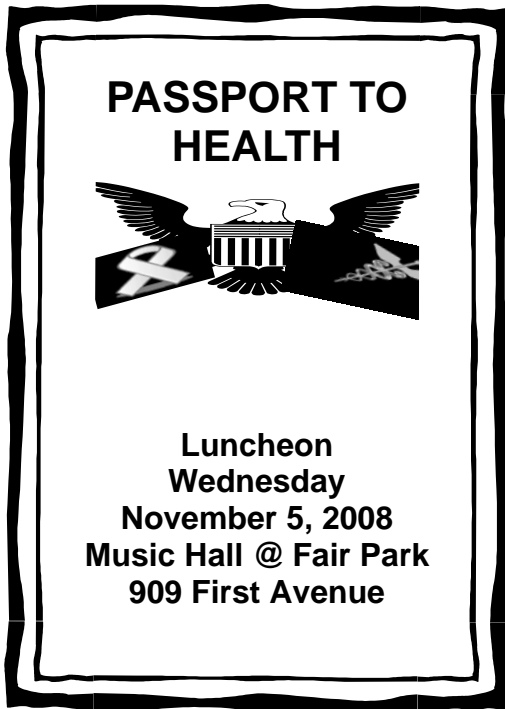 PASSPORT TO
HEALTH
Luncheon
Wednesday
November 5, 2008
Music Hall @ Fair Park
909 First Avenue